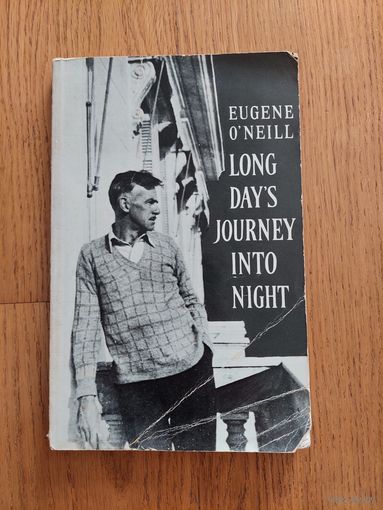 EUGENE
O'NEILL
LONG
DAY'S
JOURNEY
INTO
NIGHT